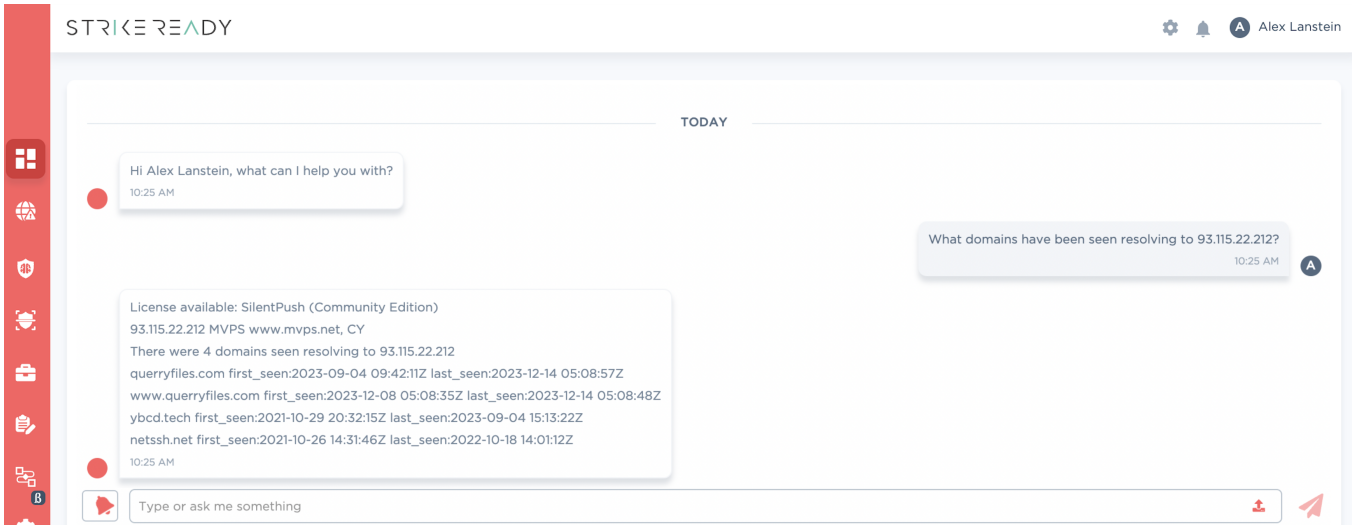 STRIKE READY
A Alex Lanstein
TODAY
Hi Alex Lanstein, what can I help you with?
10:25 AM
What domains have been seen resolving to 93.115.22.212?
10:25 AM
A
License available: SilentPush (Community Edition)
93.115.22.212 MVPS www.mvps.net, CY
There were 4 domains seen resolving to 93.115.22.212
querryfiles.com first_seen:2023-09-04 09:42:11Z last_seen:2023-12-14 05:08:57Z
www.querryfiles.com first_seen:2023-12-08 05:08:35Z last_seen:2023-12-14 05:08:48Z
ybcd.tech first_seen:2021-10-29 20:32:15Z last_seen:2023-09-04 15:13:22Z
netssh.net first_seen:2021-10-26 14:31:46Z last_seen:2022-10-18 14:01:12Z
10:25 AM
β
Type or ask me something